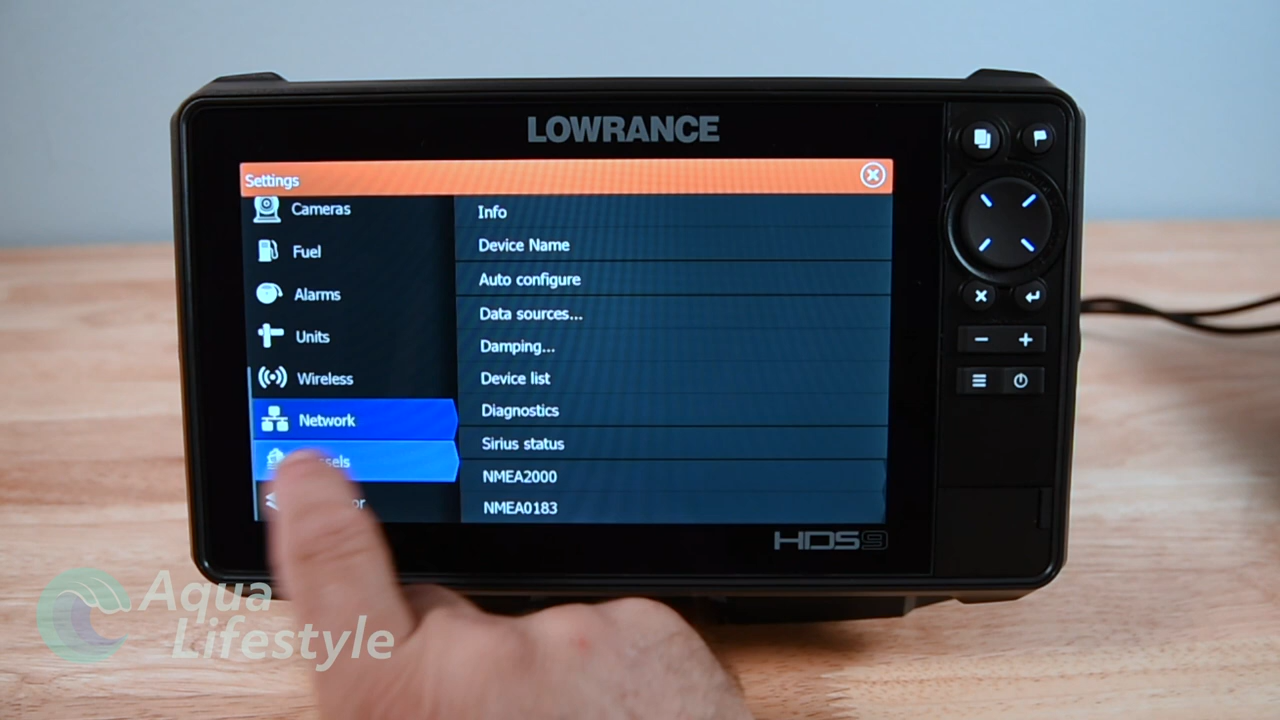 LOWRANCE
Settings
Cameras
Fuel
Alarms
Units
Wireless
Network
Info
Device Name
Auto configure
Data sources...
Damping...
Device list
Diagnostics
Sirius status
NMEA2000
NMEA0183
HDS9
Aqua
Lifestyle